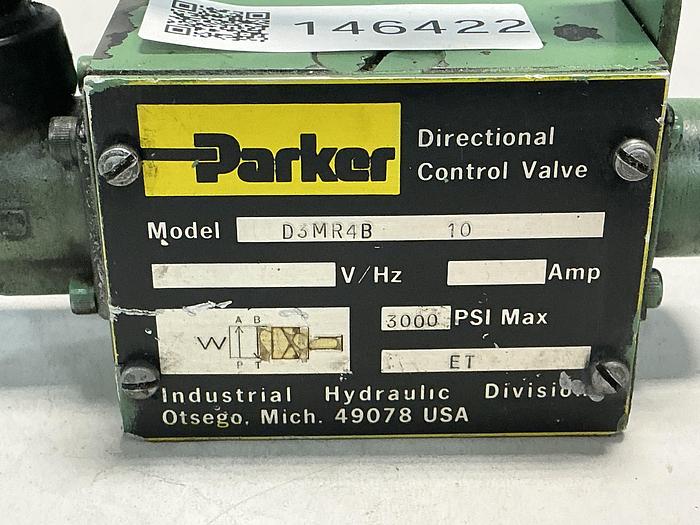 146422
Parker
Directional
Control Valve
Model D3MR4B 10
V/Hz Amp
A B
P T
3000 PSI Max
ET
Industrial Hydraulic Division
Otsego, Mich. 49078 USA